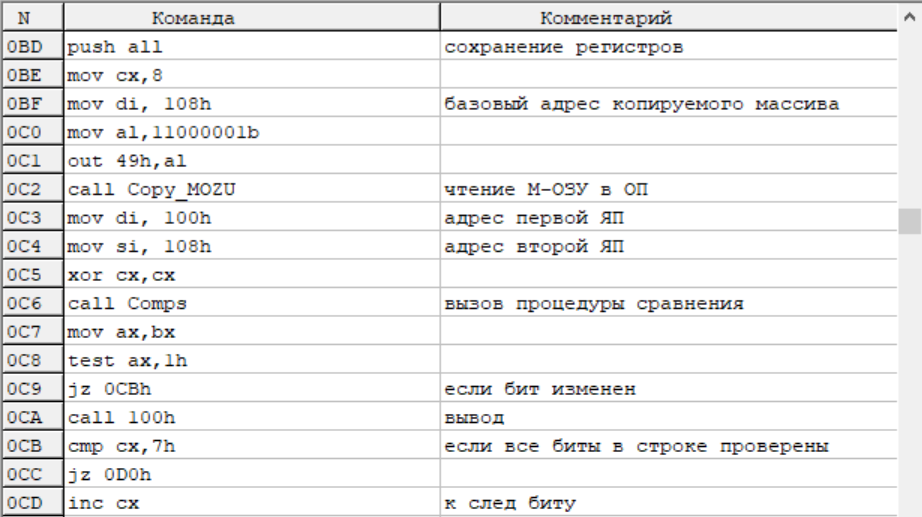 N Команда Комментарий
0BD push all сохранение регистров
0BE mov cx,8
0BF mov di, 108h базовый адрес копируемого массива
0C0 mov al,11000001b
0C1 out 49h,al
0C2 call Copy_MOZU чтение М-ОЗУ в ОП
0C3 mov di, 100h адрес первой ЯП
0C4 mov si, 108h адрес второй ЯП
0C5 xor cx,cx
0C6 call Comps вызов процедуры сравнения
0C7 mov ax,bx
0C8 test ax,1h
0C9 jz 0CBh если бит изменен
0CA call 100h вывод
0CB cmp cx,7h если все биты в строке проверены
0CC jz 0D0h
0CD inc cx к след биту